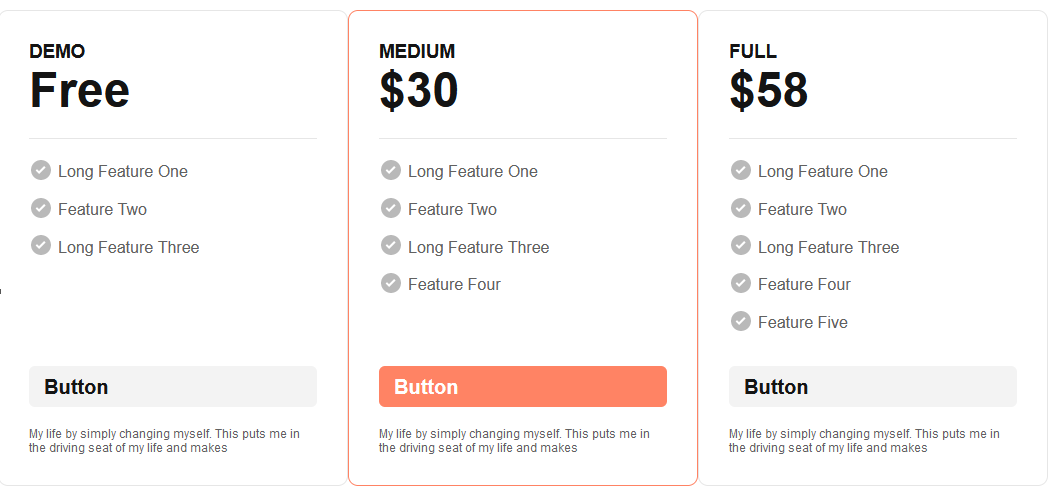 DEMO
Free
Long Feature One
Feature Two
Long Feature Three
Button
My life by simply changing myself. This puts me in
the driving seat of my life and makes
MEDIUM
$30
Long Feature One
Feature Two
Long Feature Three
Feature Four
Button
My life by simply changing myself. This puts me in
the driving seat of my life and makes
FULL
$58
Long Feature One
Feature Two
Long Feature Three
Feature Four
Feature Five
Button
My life by simply changing myself. This puts me in
the driving seat of my life and makes